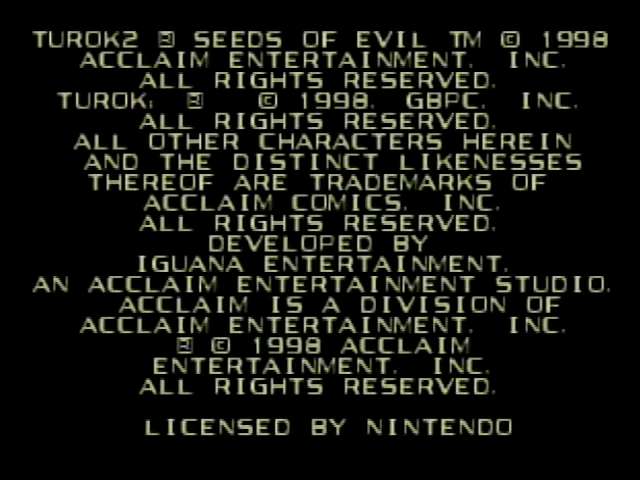 TUROK2 ® SEEDS OF EVIL TM © 1998
ACCLAIM ENTERTAINMENT. INC.
ALL RIGHTS RESERVED.
TUROK: ® © 1998. GBPC. INC.
ALL RIGHTS RESERVED.
ALL OTHER CHARACTERS HEREIN
AND THE DISTINCT LIKENESSES
THEREOF ARE TRADEMARKS OF
ACCLAIM COMICS. INC.
ALL RIGHTS RESERVED.
DEVELOPED BY
IGUANA ENTERTAINMENT.
AN ACCLAIM ENTERTAINMENT STUDIO.
ACCLAIM IS A DIVISION OF
ACCLAIM ENTERTAINMENT. INC.
® © 1998 ACCLAIM
ENTERTAINMENT. INC.
ALL RIGHTS RESERVED.
LICENSED BY NINTENDO